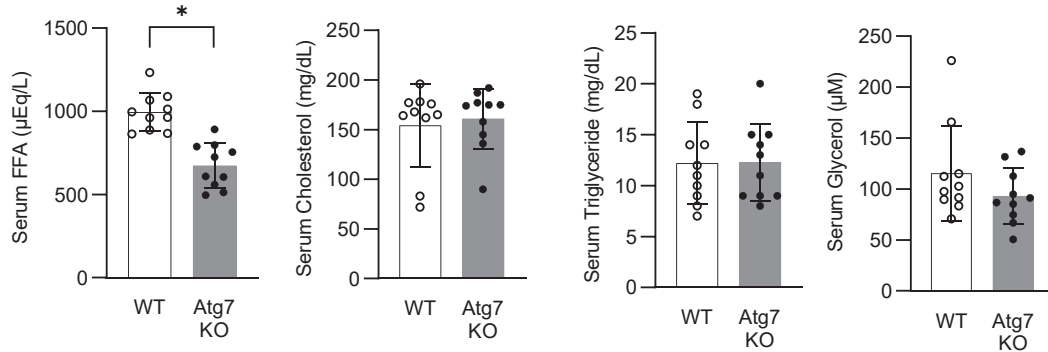 *
Serum FFA (µEq/L)
1500
1000
500
0
WT
Atg7
KO
Serum Cholesterol (mg/dL)
250
200
150
100
50
0
WT
Atg7
KO
Serum Triglyceride (mg/dL)
25
20
15
10
5
0
WT
Atg7
KO
Serum Glycerol (µM)
250
200
150
100
50
0
WT
Atg7
KO